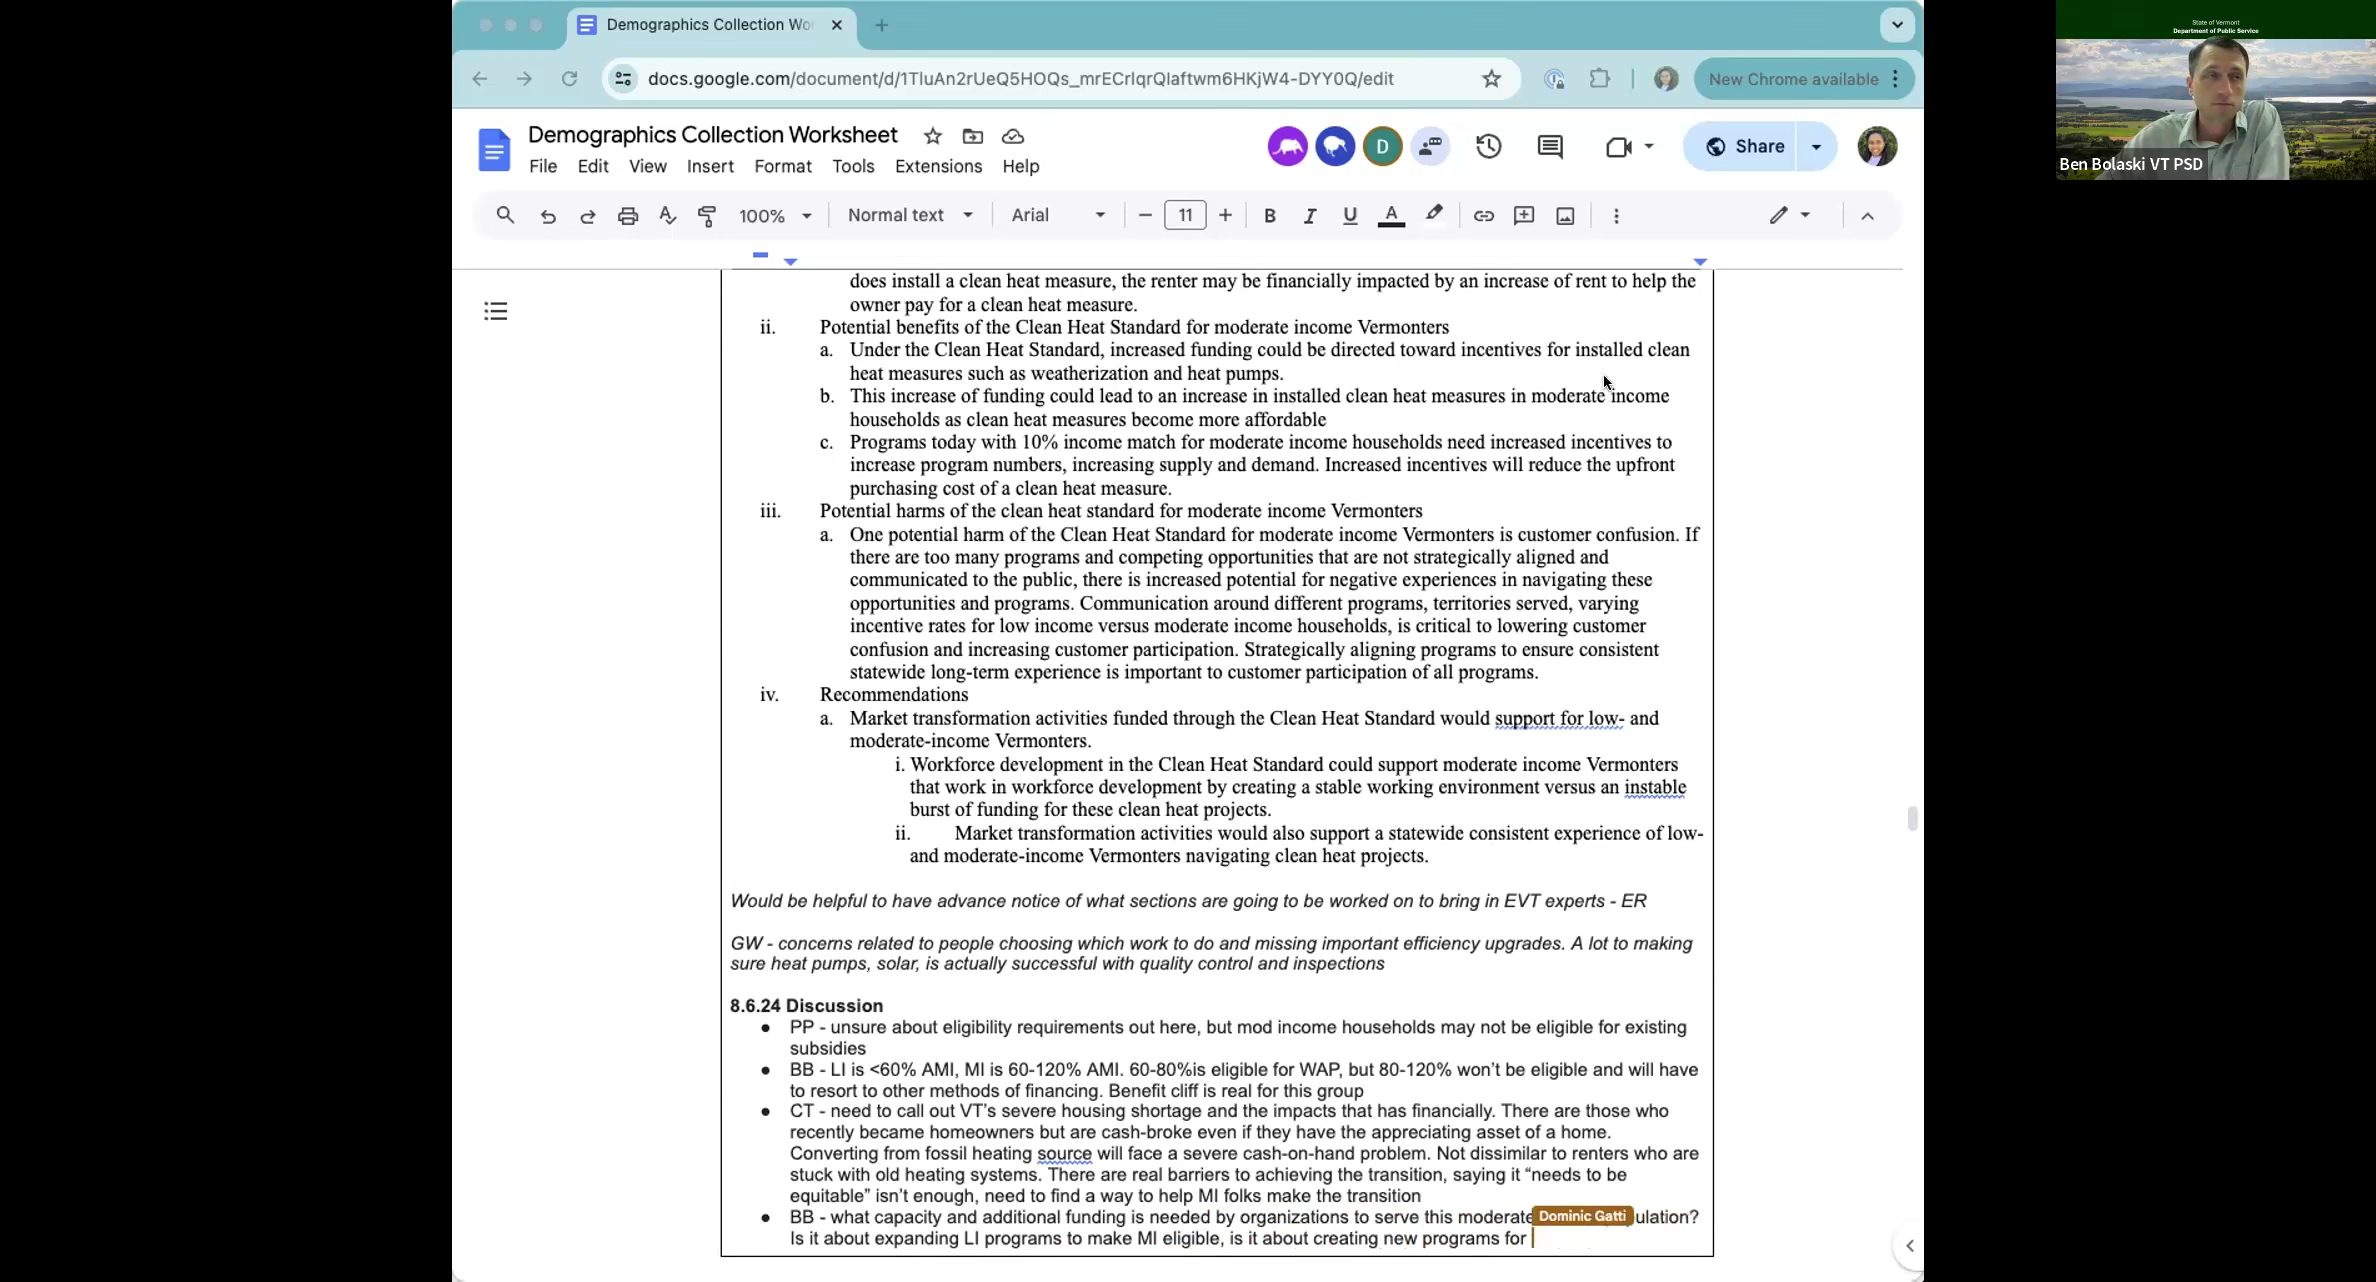 Demographics Collection Wo
docs.google.com/document/d/1TluAn2rUeQ5HOQs_mrECrlqrQlaftwm6HKjW4-DYY0Q/edit
New Chrome available
Demographics Collection Worksheet
D
Share
File Edit View Insert Format Tools Extensions Help
100% Normal text Arial 11 B I U A
does install a clean heat measure, the renter may be financially impacted by an increase of rent to help the
owner pay for a clean heat measure.
ii. Potential benefits of the Clean Heat Standard for moderate income Vermonters
a. Under the Clean Heat Standard, increased funding could be directed toward incentives for installed clean
heat measures such as weatherization and heat pumps.
b. This increase of funding could lead to an increase in installed clean heat measures in moderate income
households as clean heat measures become more affordable
c. Programs today with 10% income match for moderate income households need increased incentives to
increase program numbers, increasing supply and demand. Increased incentives will reduce the upfront
purchasing cost of a clean heat measure.
iii. Potential harms of the clean heat standard for moderate income Vermonters
a. One potential harm of the Clean Heat Standard for moderate income Vermonters is customer confusion. If
there are too many programs and competing opportunities that are not strategically aligned and
communicated to the public, there is increased potential for negative experiences in navigating these
opportunities and programs. Communication around different programs, territories served, varying
incentive rates for low income versus moderate income households, is critical to lowering customer
confusion and increasing customer participation. Strategically aligning programs to ensure consistent
statewide long-term experience is important to customer participation of all programs.
iv. Recommendations
a. Market transformation activities funded through the Clean Heat Standard would support for low- and
moderate-income Vermonters.
i. Workforce development in the Clean Heat Standard could support moderate income Vermonters
that work in workforce development by creating a stable working environment versus an instable
burst of funding for these clean heat projects.
ii. Market transformation activities would also support a statewide consistent experience of low-
and moderate-income Vermonters navigating clean heat projects.
Would be helpful to have advance notice of what sections are going to be worked on to bring in EVT experts - ER
GW - concerns related to people choosing which work to do and missing important efficiency upgrades. A lot to making
sure heat pumps, solar, is actually successful with quality control and inspections
8.6.24 Discussion
● PP - unsure about eligibility requirements out here, but mod income households may not be eligible for existing
subsidies
● BB - LI is <60% AMI, MI is 60-120% AMI. 60-80%is eligible for WAP, but 80-120% won't be eligible and will have
to resort to other methods of financing. Benefit cliff is real for this group
● CT - need to call out VT's severe housing shortage and the impacts that has financially. There are those who
recently became homeowners but are cash-broke even if they have the appreciating asset of a home.
Converting from fossil heating source will face a severe cash-on-hand problem. Not dissimilar to renters who are
stuck with old heating systems. There are real barriers to achieving the transition, saying it “needs to be
equitable” isn't enough, need to find a way to help MI folks make the transition
● BB - what capacity and additional funding is needed by organizations to serve this moderate Dominic Gatti ulation?
Is it about expanding LI programs to make MI eligible, is it about creating new programs for
State of Vermont
Department of Public Service
Ben Bolaski VT PSD